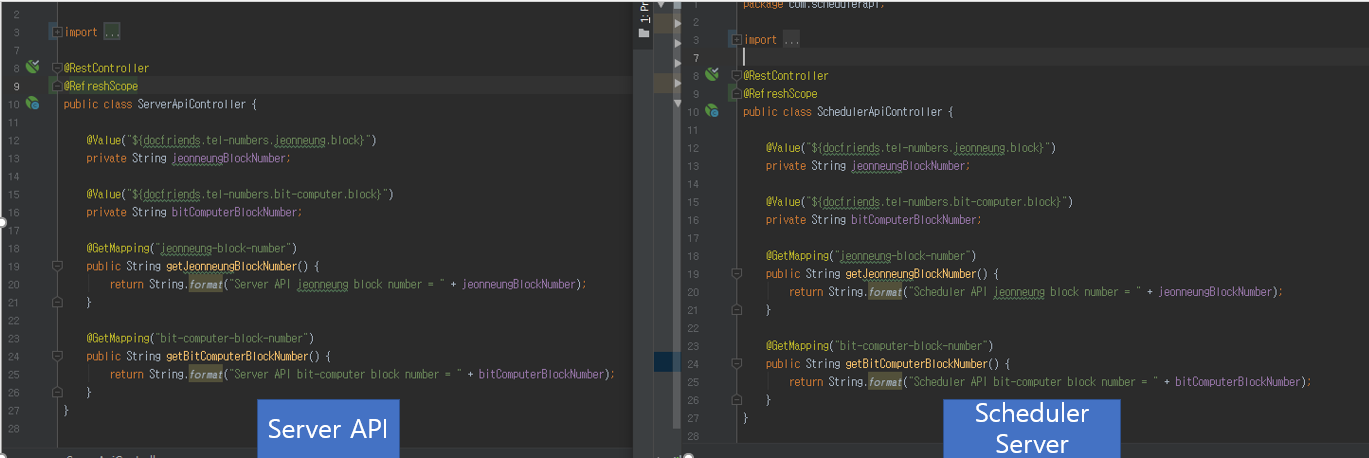 2
3 import ...
7
8 @RestController
9 @RefreshScope
10 public class ServerApiController {
11
12 @Value("${docfriends.tel-numbers.jeonneung.block}")
13 private String jeonneungBlockNumber;
14
15 @Value("${docfriends.tel-numbers.bit-computer.block}")
16 private String bitComputerBlockNumber;
17
18 @GetMapping("jeonneung-block-number")
19 public String getJeonneungBlockNumber() {
20 return String.format("Server API jeonneung block number = " + jeonneungBlockNumber);
21 }
22
23 @GetMapping("bit-computer-block-number")
24 public String getBitComputerBlockNumber() {
25 return String.format("Server API bit-computer block number = " + bitComputerBlockNumber);
26 }
27 }
28
Server API
1: Pr
package com.schedulerapi;
2
3 import ...
7
8 @RestController
9 @RefreshScope
10 public class SchedulerApiController {
11
12 @Value("${docfriends.tel-numbers.jeonneung.block}")
13 private String jeonneungBlockNumber;
14
15 @Value("${docfriends.tel-numbers.bit-computer.block}")
16 private String bitComputerBlockNumber;
17
18 @GetMapping("jeonneung-block-number")
19 public String getJeonneungBlockNumber() {
20 return String.format("Scheduler API jeonneung block number = " + jeonneungBlockNumber);
21 }
22
23 @GetMapping("bit-computer-block-number")
24 public String getBitComputerBlockNumber() {
25 return String.format("Scheduler API bit-computer block number = " + bitComputerBlockNumber);
26 }
27 }
28
Scheduler
Server